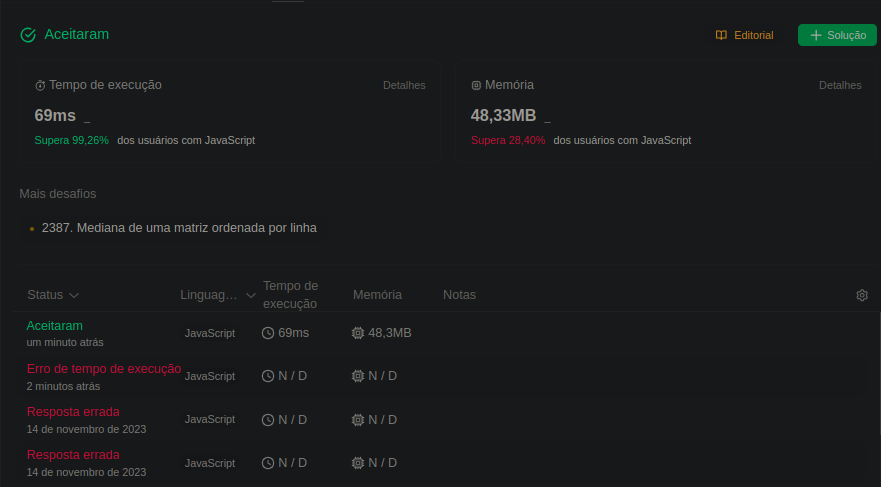 Aceitaram
Editorial
Solução
Tempo de execução
Detalhes
69ms
Supera 99,26% dos usuários com JavaScript
Memória
Detalhes
48,33MB
Supera 28,40% dos usuários com JavaScript
Mais desafios
2387. Mediana de uma matriz ordenada por linha
Status
Linguag...
Tempo de
execução
Memória
Notas
Aceitaram
um minuto atrás
JavaScript
69ms
48,3MB
Erro de tempo de execução
2 minutos atrás
JavaScript
N / D
N / D
Resposta errada
14 de novembro de 2023
JavaScript
N / D
N / D
Resposta errada
14 de novembro de 2023
JavaScript
N / D
N / D